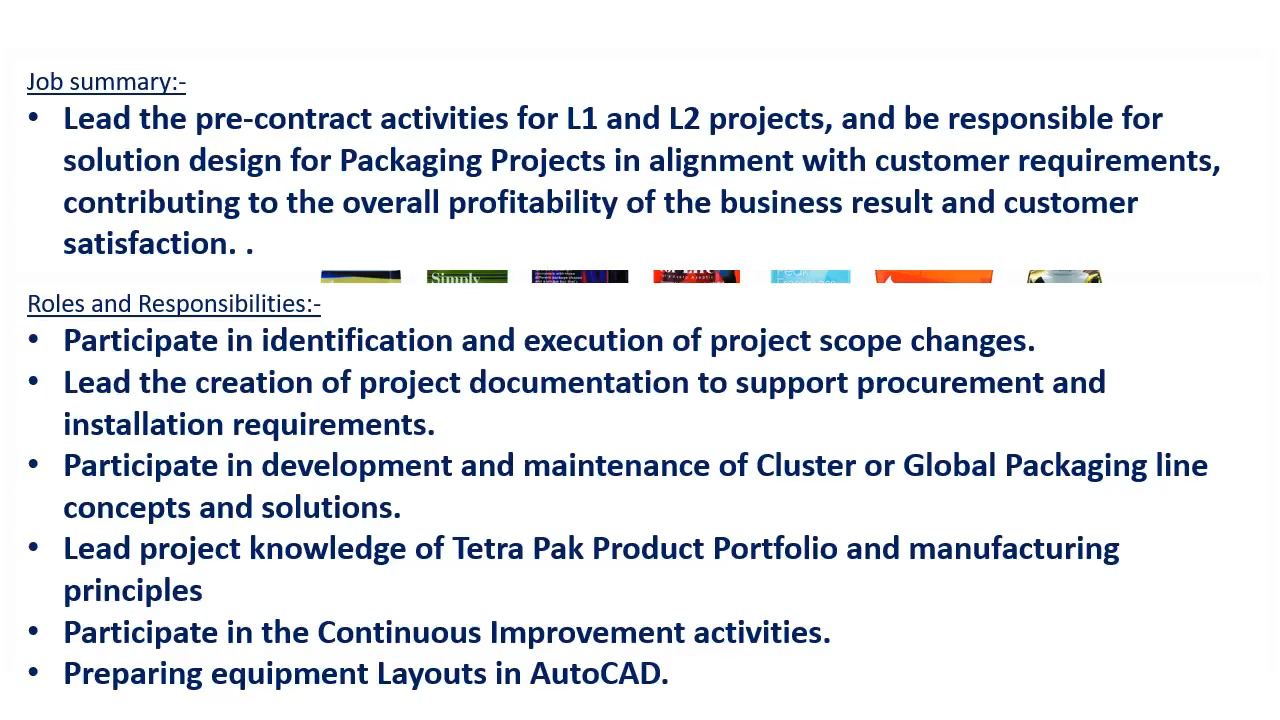 Job summary:-
• Lead the pre-contract activities for L1 and L2 projects, and be responsible for
solution design for Packaging Projects in alignment with customer requirements,
contributing to the overall profitability of the business result and customer
satisfaction. .
Simply
Roles and Responsibilities:-
• Participate in identification and execution of project scope changes.
• Lead the creation of project documentation to support procurement and
installation requirements.
• Participate in development and maintenance of Cluster or Global Packaging line
concepts and solutions.
• Lead project knowledge of Tetra Pak Product Portfolio and manufacturing
principles
• Participate in the Continuous Improvement activities.
• Preparing equipment Layouts in AutoCAD.